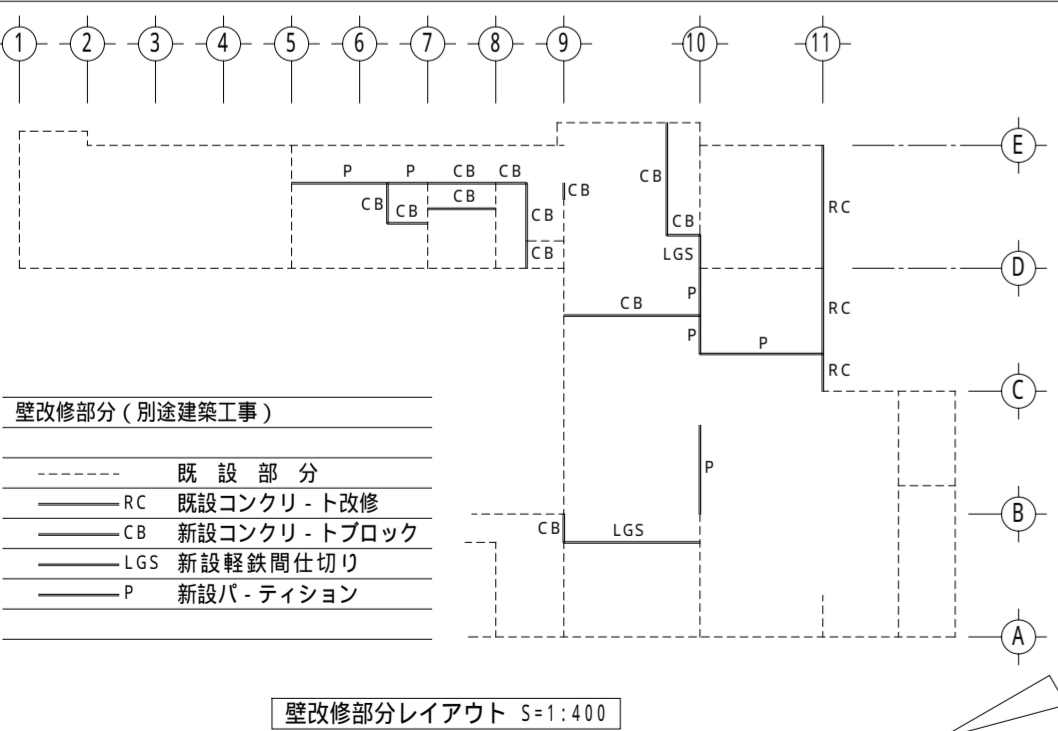 1 2 3 4 5 6 7 8 9 10 11
E
P P CB CB
CB
CB
CB
CB
CB
CB
CB
CB
CB
RC
LGS
D
P
CB
RC
P
P
RC
C
壁改修部分(別途建築工事)
既設部分
RC 既設コンクリ-ト改修
CB 新設コンクリ-トブロック
LGS 新設軽鉄間仕切り
P 新設パ-ティション
P
B
CB LGS
A
壁改修部分レイアウト S=1:400